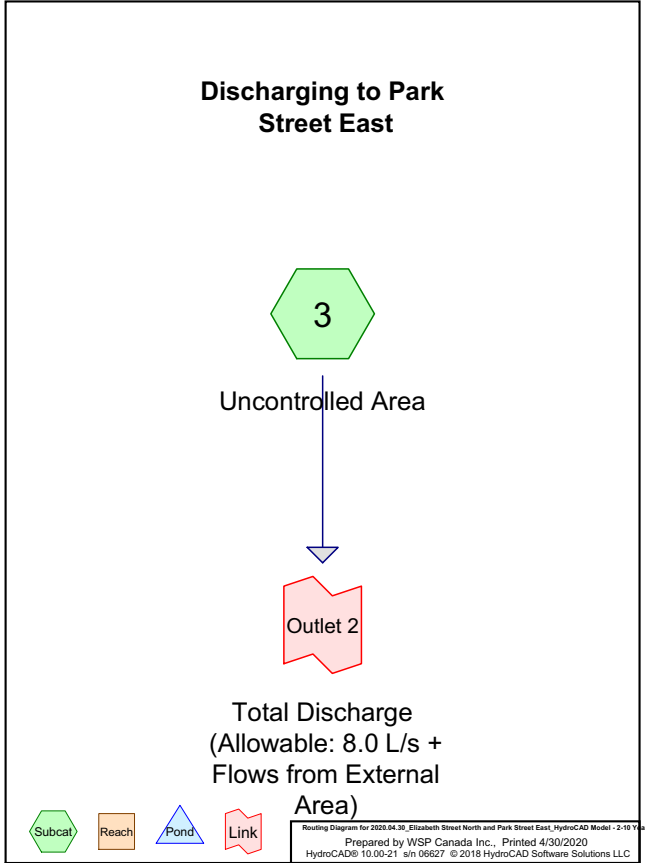 Discharging to Park
Street East
3
Uncontrolled Area
Outlet 2
Total Discharge
(Allowable: 8.0 L/s +
Flows from External
Area)
Subcat
Reach
Pond
Link
Routing Diagram for 2020.04.30_Elizabeth Street North and Park Street East_HydroCAD Model - 2-10 Yea
Prepared by WSP Canada Inc., Printed 4/30/2020
HydroCAD® 10.00-21 s/n 06627 © 2018 HydroCAD Software Solutions LLC